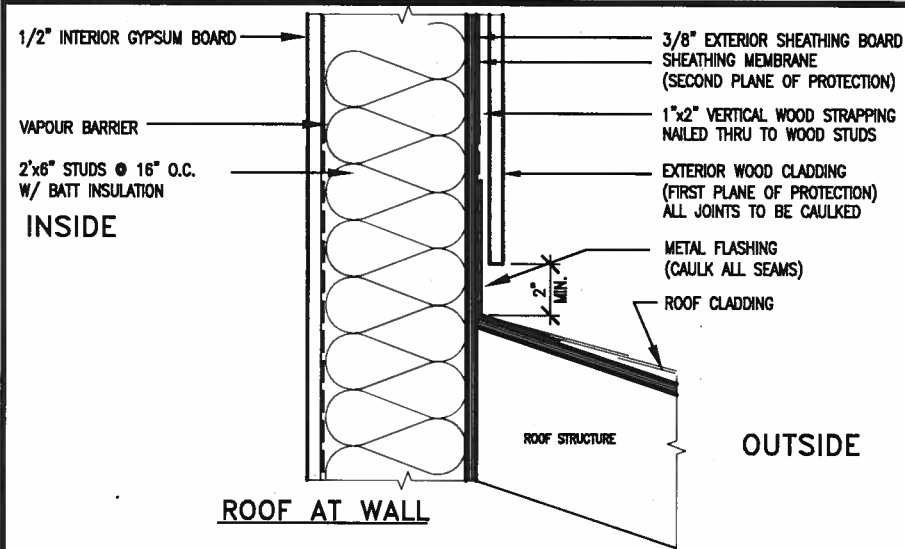 1/2" INTERIOR GYPSUM BOARD
VAPOUR BARRIER
2'x6" STUDS @ 16" O.C.
W/ BATT INSULATION
INSIDE
3/8" EXTERIOR SHEATHING BOARD
SHEATHING MEMBRANE
(SECOND PLANE OF PROTECTION)
1"x2" VERTICAL WOOD STRAPPING
NAILED THRU TO WOOD STUDS
EXTERIOR WOOD CLADDING
(FIRST PLANE OF PROTECTION)
ALL JOINTS TO BE CAULKED
METAL FLASHING
(CAULK ALL SEAMS)
2"
MIN.
ROOF CLADDING
ROOF STRUCTURE
OUTSIDE
ROOF AT WALL